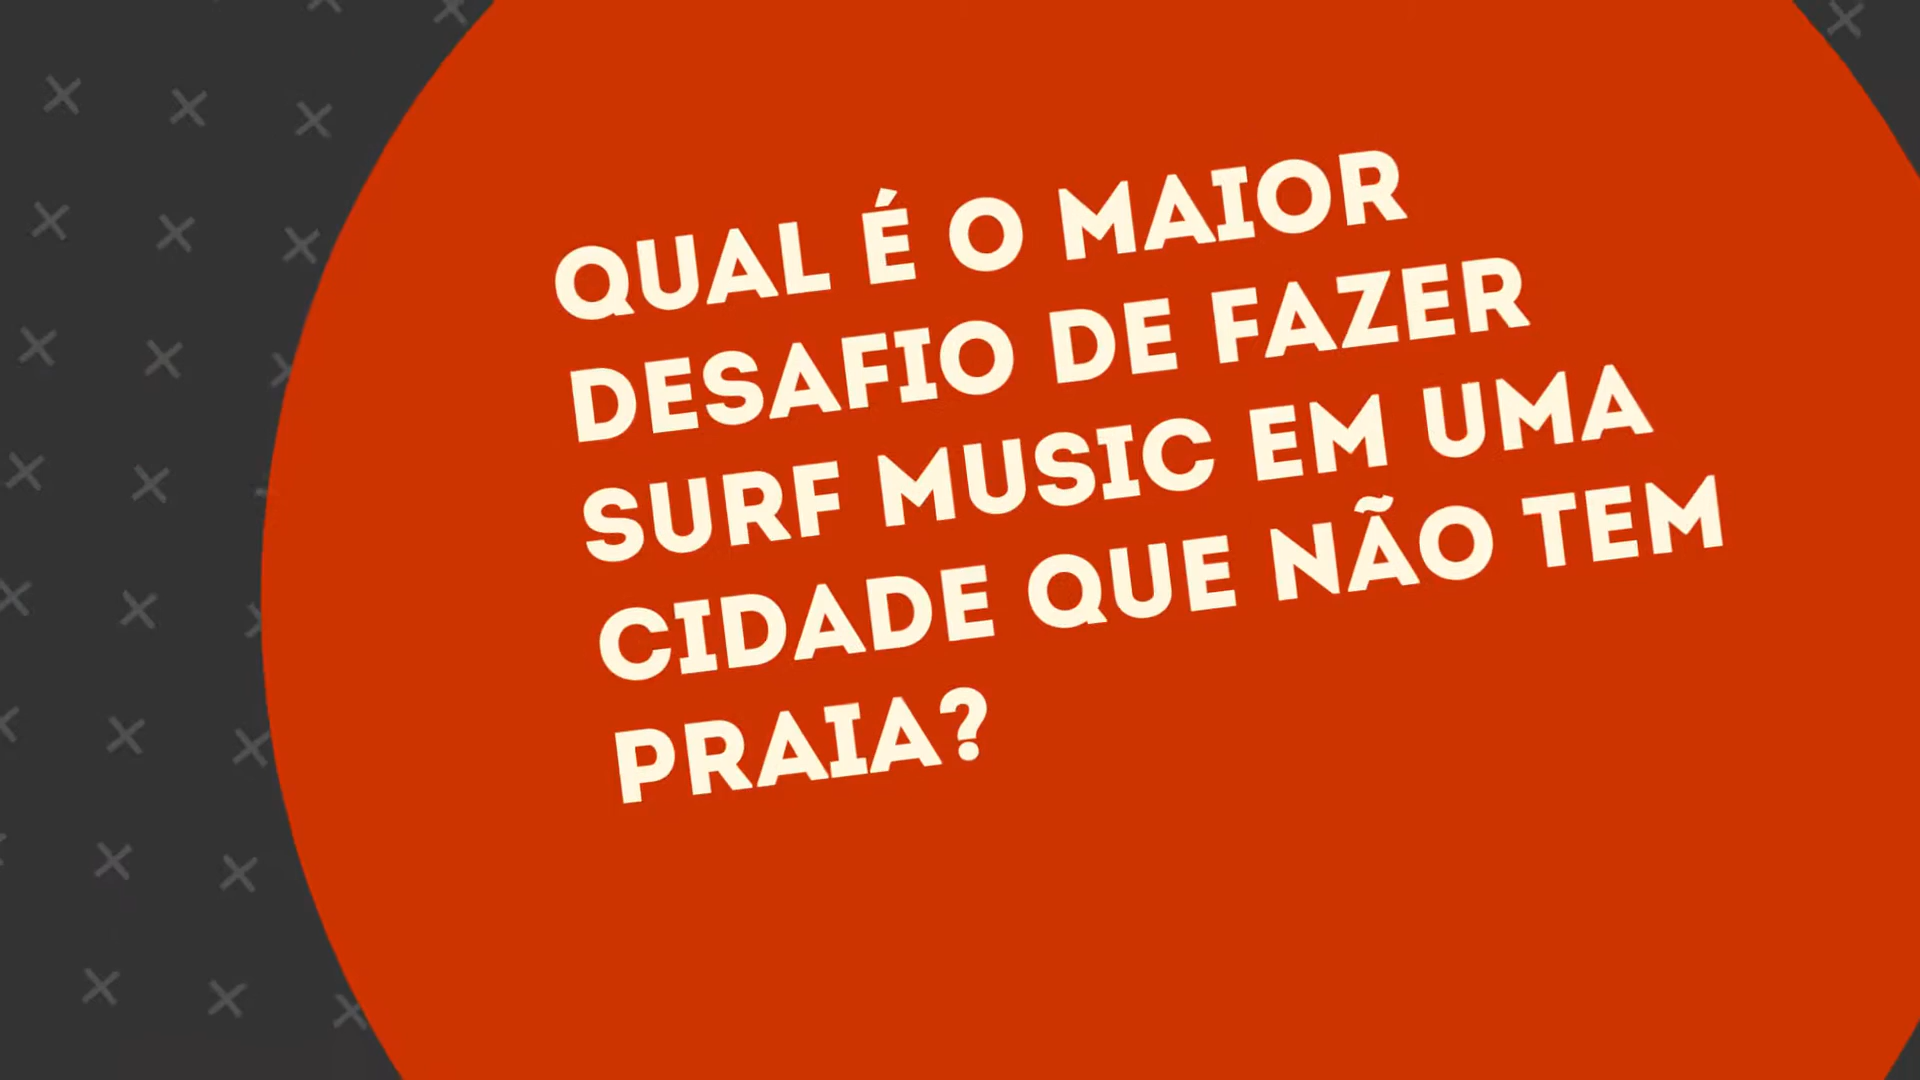 QUAL É O MAIOR
DESAFIO DE FAZER
SURF MUSIC EM UMA
CIDADE QUE NÃO TEM
PRAIA?